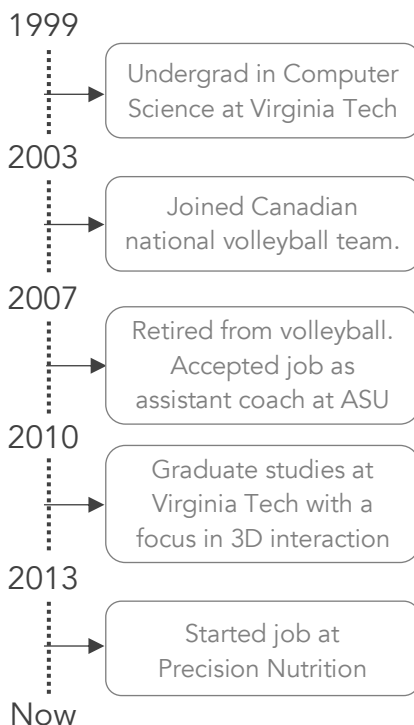 1999
Undergrad in Computer
Science at Virginia Tech
2003
Joined Canadian
national volleyball team.
2007
Retired from volleyball.
Accepted job as
assistant coach at ASU
2010
Graduate studies at
Virginia Tech with a
focus in 3D interaction
2013
Started job at
Precision Nutrition
Now